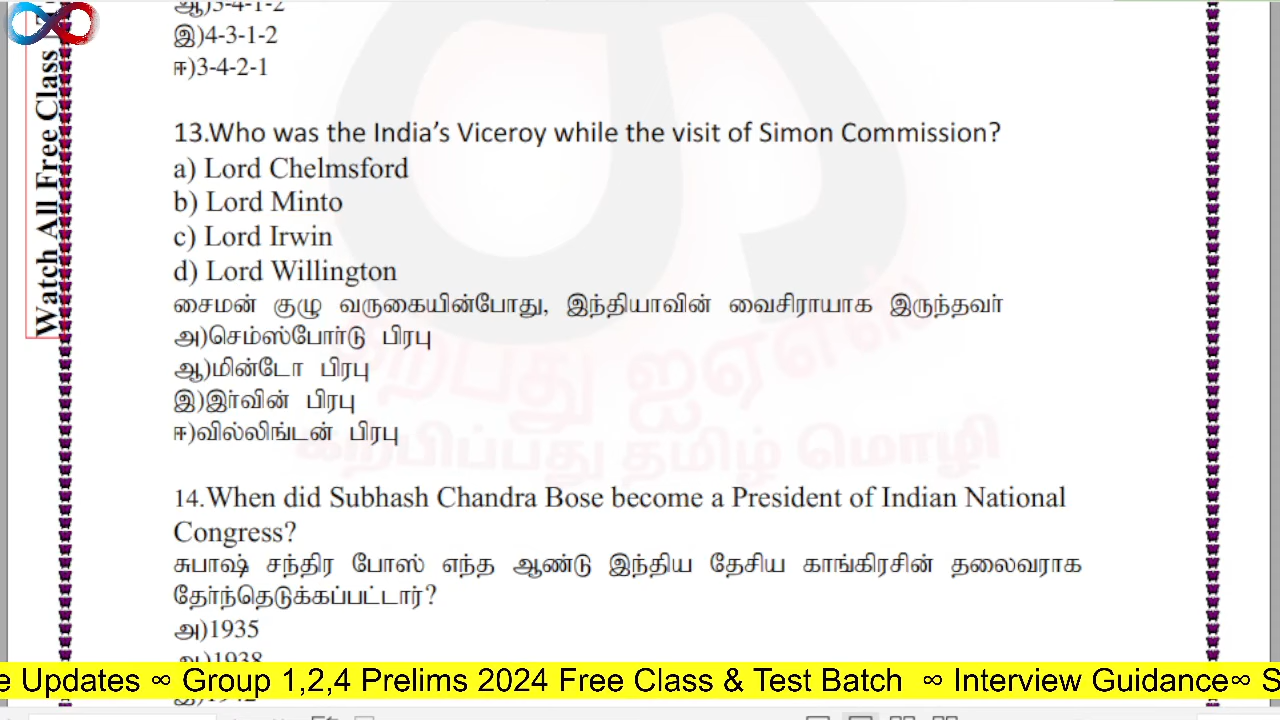 ஆ)3-4-1-2
இ)4-3-1-2
ஈ)3-4-2-1
Watch All Free Class
13.Who was the India's Viceroy while the visit of Simon Commission?
a) Lord Chelmsford
b) Lord Minto
c) Lord Irwin
d) Lord Willington
சைமன் குழு வருகையின்போது, இந்தியாவின் வைசிராயாக இருந்தவர்
அ)செம்ஸ்போர்டு பிரபு
ஆ)மின்டோ பிரபு
இ)இர்வின் பிரபு
ஈ)வில்லிங்டன் பிரபு
கற்பிப்பது தமிழ் மொழி
14.When did Subhash Chandra Bose become a President of Indian National
Congress?
சுபாஷ் சந்திர போஸ் எந்த ஆண்டு இந்திய தேசிய காங்கிரசின் தலைவராக
தேர்ந்தெடுக்கப்பட்டார்?
அ)1935
ஆ)1938
e Updates ∞ Group 1,2,4 Prelims 2024 Free Class & Test Batch ∞ Interview Guidance∞ S